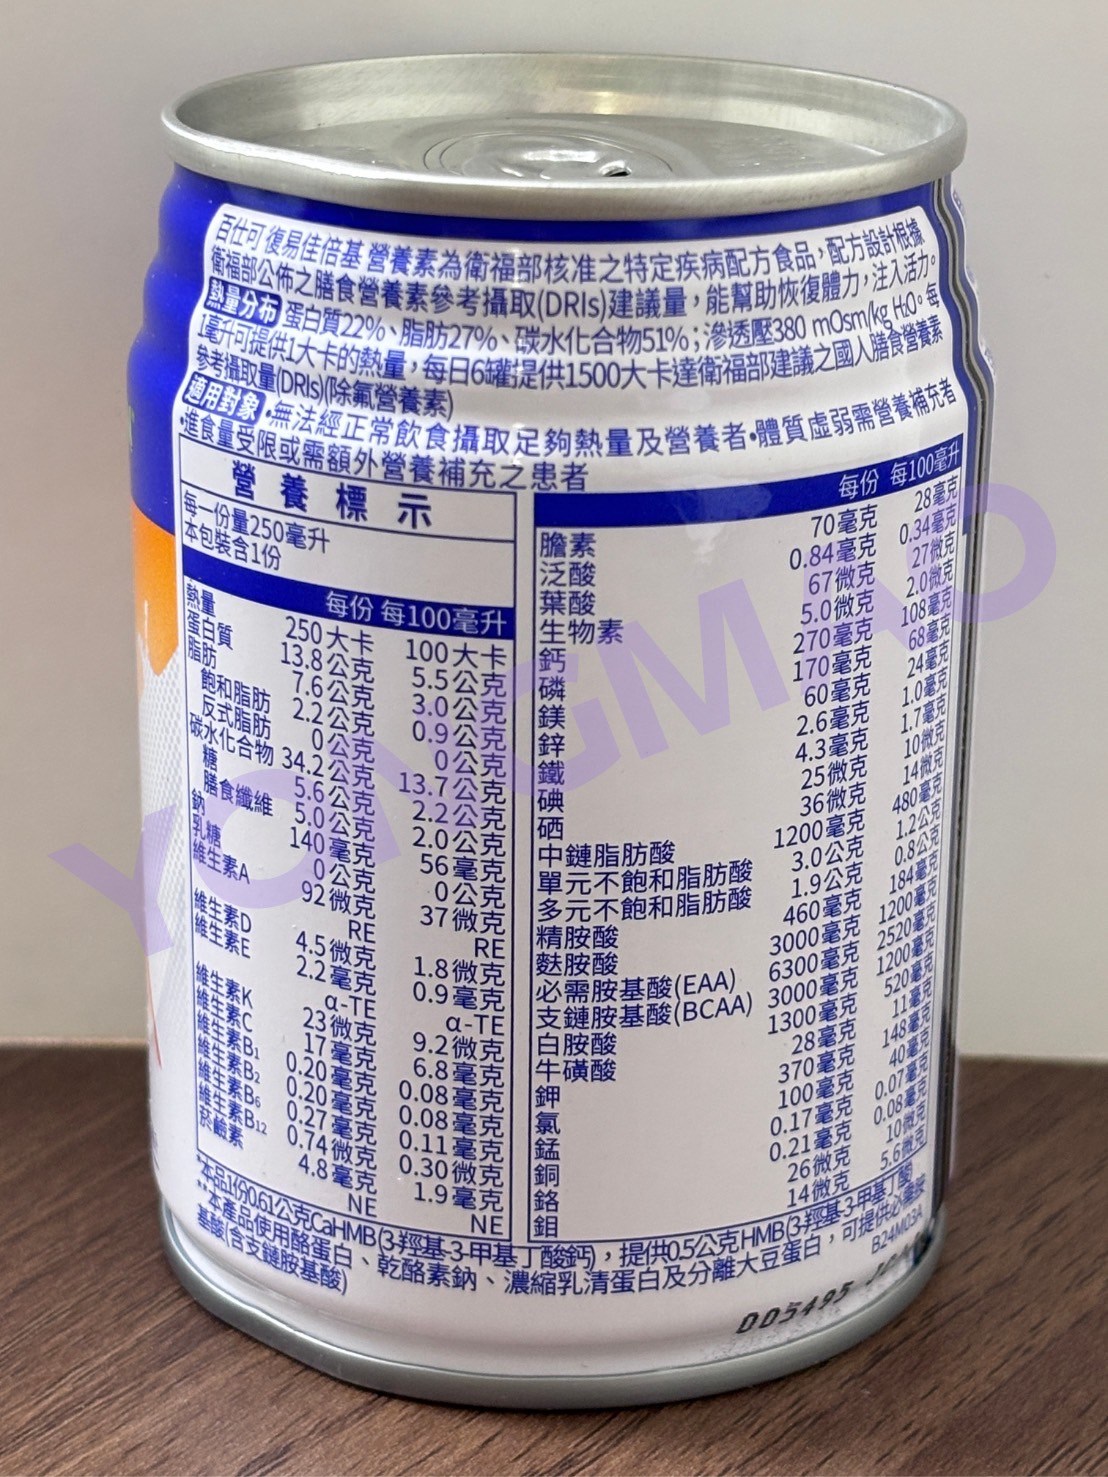 百仕可復易佳倍基營養素為衛福部核准之特定疾病配方食品，配方設計根據
衛福部公佈之膳食營養素參考攝取(DRIs)建議量，能幫助恢復體力，注入活力。
熱量分布 蛋白質22%、脂肪27%、碳水化合物51%；滲透壓380 mOsm/kg H2O。每
1毫升可提供1大卡的熱量，每日6罐提供1500大卡達衛福部建議之國人膳食營養素
參考攝取量(DRIs)(除氟營養素)
適用對象 •無法經正常飲食攝取足夠熱量及營養者•體質虛弱需營養補充者
•進食量受限或需額外營養補充之患者
營養標示
每一份量250毫升
本包裝含1份
每份 每100毫升
熱量 250大卡 100大卡
蛋白質 13.8公克 5.5公克
脂肪 7.6公克 3.0公克
飽和脂肪 2.2公克 0.9公克
反式脂肪 0公克 0公克
碳水化合物 34.2公克 13.7公克
糖 5.6公克 2.2公克
膳食纖維 5.0公克 2.0公克
鈉 140毫克 56毫克
乳糖 0公克 0公克
維生素A 92微克 37微克
RE RE
維生素D 4.5微克 1.8微克
維生素E 2.2毫克 0.9毫克
α-TE α-TE
維生素K 23微克 9.2微克
維生素C 17毫克 6.8毫克
維生素B1 0.20毫克 0.08毫克
維生素B2 0.20毫克 0.08毫克
維生素B6 0.27毫克 0.11毫克
維生素B12 0.74微克 0.30微克
菸鹼素 4.8毫克 1.9毫克
NE NE
每份 每100毫升
膽素 70毫克 28毫克
泛酸 0.84毫克 0.34毫克
葉酸 67微克 27微克
生物素 5.0微克 2.0微克
鈣 270毫克 108毫克
磷 170毫克 68毫克
鎂 60毫克 24毫克
鋅 2.6毫克 1.0毫克
鐵 4.3毫克 1.7毫克
碘 25微克 10微克
硒 36微克 14微克
中鏈脂肪酸 1200毫克 480毫克
單元不飽和脂肪酸 3.0公克 1.2公克
多元不飽和脂肪酸 1.9公克 0.8公克
精胺酸 460毫克 184毫克
麩胺酸 3000毫克 1200毫克
必需胺基酸(EAA) 6300毫克 2520毫克
支鏈胺基酸(BCAA) 3000毫克 1200毫克
白胺酸 1300毫克 520毫克
牛磺酸 28毫克 11毫克
鉀 370毫克 148毫克
氯 100毫克 40毫克
錳 0.17毫克 0.07毫克
銅 0.21毫克 0.08毫克
鉻 26微克 10微克
鉬 14微克 5.6微克
*本品1份0.61公克CaHMB(3-羥基-3-甲基丁酸鈣)，提供0.5公克HMB(3-羥基-3-甲基丁酸)
**本產品使用酪蛋白、乾酪素鈉、濃縮乳清蛋白及分離大豆蛋白，可提供必需胺
基酸(含支鏈胺基酸)
B24M03A
DD5495
YONGMAO